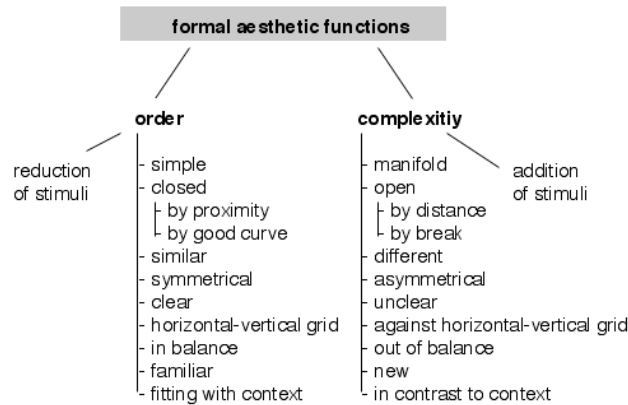 formal aesthetic functions
order
complexitiy
reduction
of stimuli
- simple
- closed
by proximity
by good curve
- similar
- symmetrical
- clear
- horizontal-vertical grid
- in balance
- familiar
- fitting with context
- manifold
- open
by distance
by break
- different
- asymmetrical
- unclear
- against horizontal-vertical grid
- out of balance
- new
- in contrast to context
addition
of stimuli